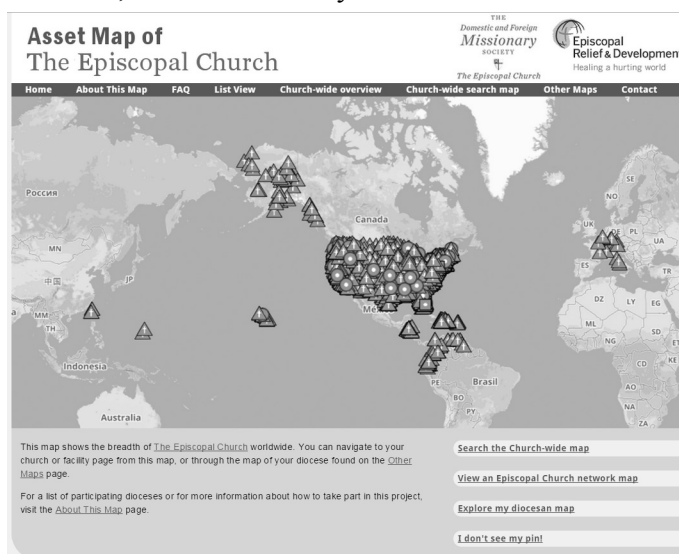 Asset Map of
The Episcopal Church
THE
Domestic and Foreign
Missionary
SOCIETY
The Episcopal Church
Episcopal
Relief & Development
Healing a hurting world
Home About This Map FAQ List View Church-wide overview Church-wide search map Other Maps Contact
Россия
Canada
SE
NO
UK
DE
PL
UA
ES
TR
MN
中国
JP
DZ
LY
EG
MM
TH
ML
SD
NG
ET
CD
KE
Indonesia
PE
Brasil
AO
BO
NA
PY
ZA
Australia
This map shows the breadth of The Episcopal Church worldwide. You can navigate to your
church or facility page from this map, or through the map of your diocese found on the Other
Maps page.
For a list of participating dioceses or for more information about how to take part in this project,
visit the About This Map page.
Search the Church-wide map
View an Episcopal Church network map
Explore my diocesan map
I don't see my pin!